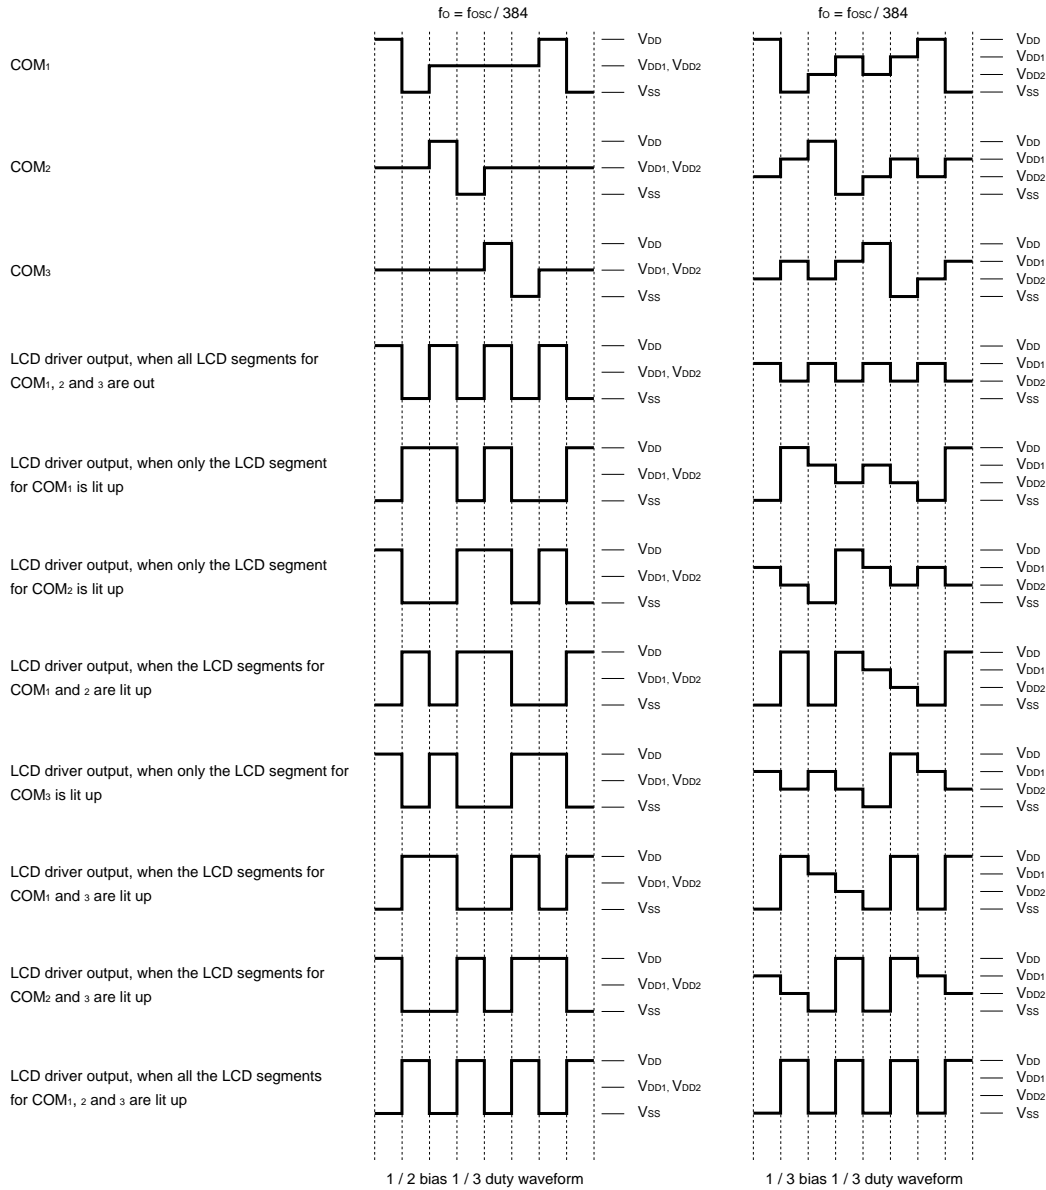 fO = fOSC / 384
fO = fOSC / 384
COM1
VDD
VDD1, VDD2
VSS
VDD
VDD1
VDD2
VSS
COM2
VDD
VDD1, VDD2
VSS
VDD
VDD1
VDD2
VSS
COM3
VDD
VDD1, VDD2
VSS
VDD
VDD1
VDD2
VSS
LCD driver output, when all LCD segments for
COM1, 2 and 3 are out
VDD
VDD1, VDD2
VSS
VDD
VDD1
VDD2
VSS
LCD driver output, when only the LCD segment
for COM1 is lit up
VDD
VDD1, VDD2
VSS
VDD
VDD1
VDD2
VSS
LCD driver output, when only the LCD segment
for COM2 is lit up
VDD
VDD1, VDD2
VSS
VDD
VDD1
VDD2
VSS
LCD driver output, when the LCD segments for
COM1 and 2 are lit up
VDD
VDD1, VDD2
VSS
VDD
VDD1
VDD2
VSS
LCD driver output, when only the LCD segment for
COM3 is lit up
VDD
VDD1, VDD2
VSS
VDD
VDD1
VDD2
VSS
LCD driver output, when the LCD segments for
COM1 and 3 are lit up
VDD
VDD1, VDD2
VSS
VDD
VDD1
VDD2
VSS
LCD driver output, when the LCD segments for
COM2 and 3 are lit up
VDD
VDD1, VDD2
VSS
VDD
VDD1
VDD2
VSS
LCD driver output, when all the LCD segments
for COM1, 2 and 3 are lit up
VDD
VDD1, VDD2
VSS
VDD
VDD1
VDD2
VSS
1 / 2 bias 1 / 3 duty waveform
1 / 3 bias 1 / 3 duty waveform